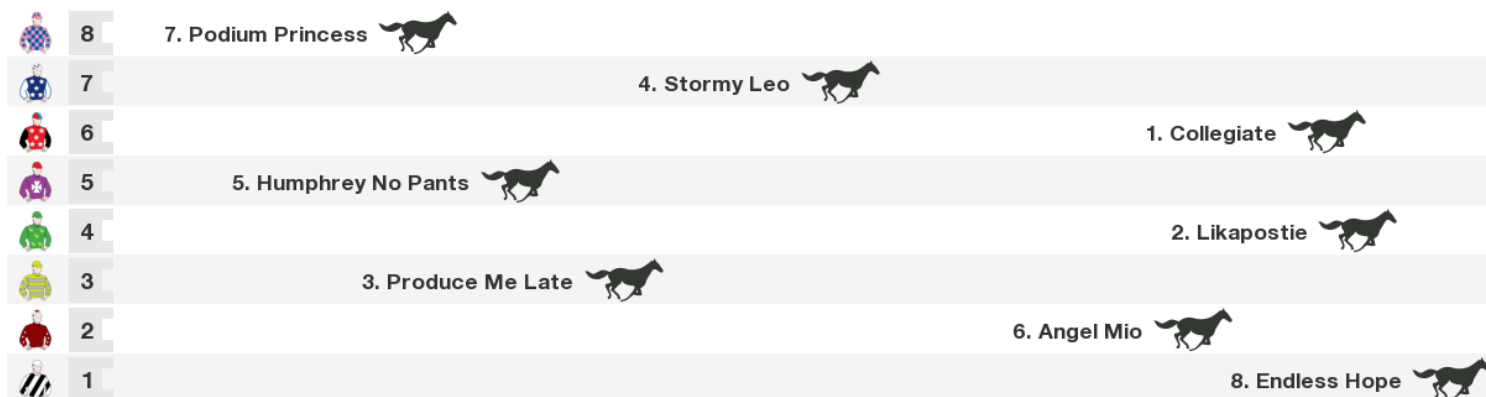 8 7. Podium Princess
7 4. Stormy Leo
6 1. Collegiate
5 5. Humphrey No Pants
4 2. Likapostie
3 3. Produce Me Late
2 6. Angel Mio
1 8. Endless Hope